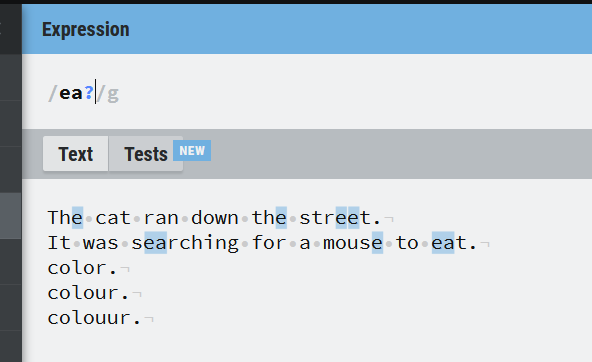 Expression
/ea?/g
Text Tests NEW
The cat ran down the street.
It was searching for a mouse to eat.
color.
colour.
colouur.